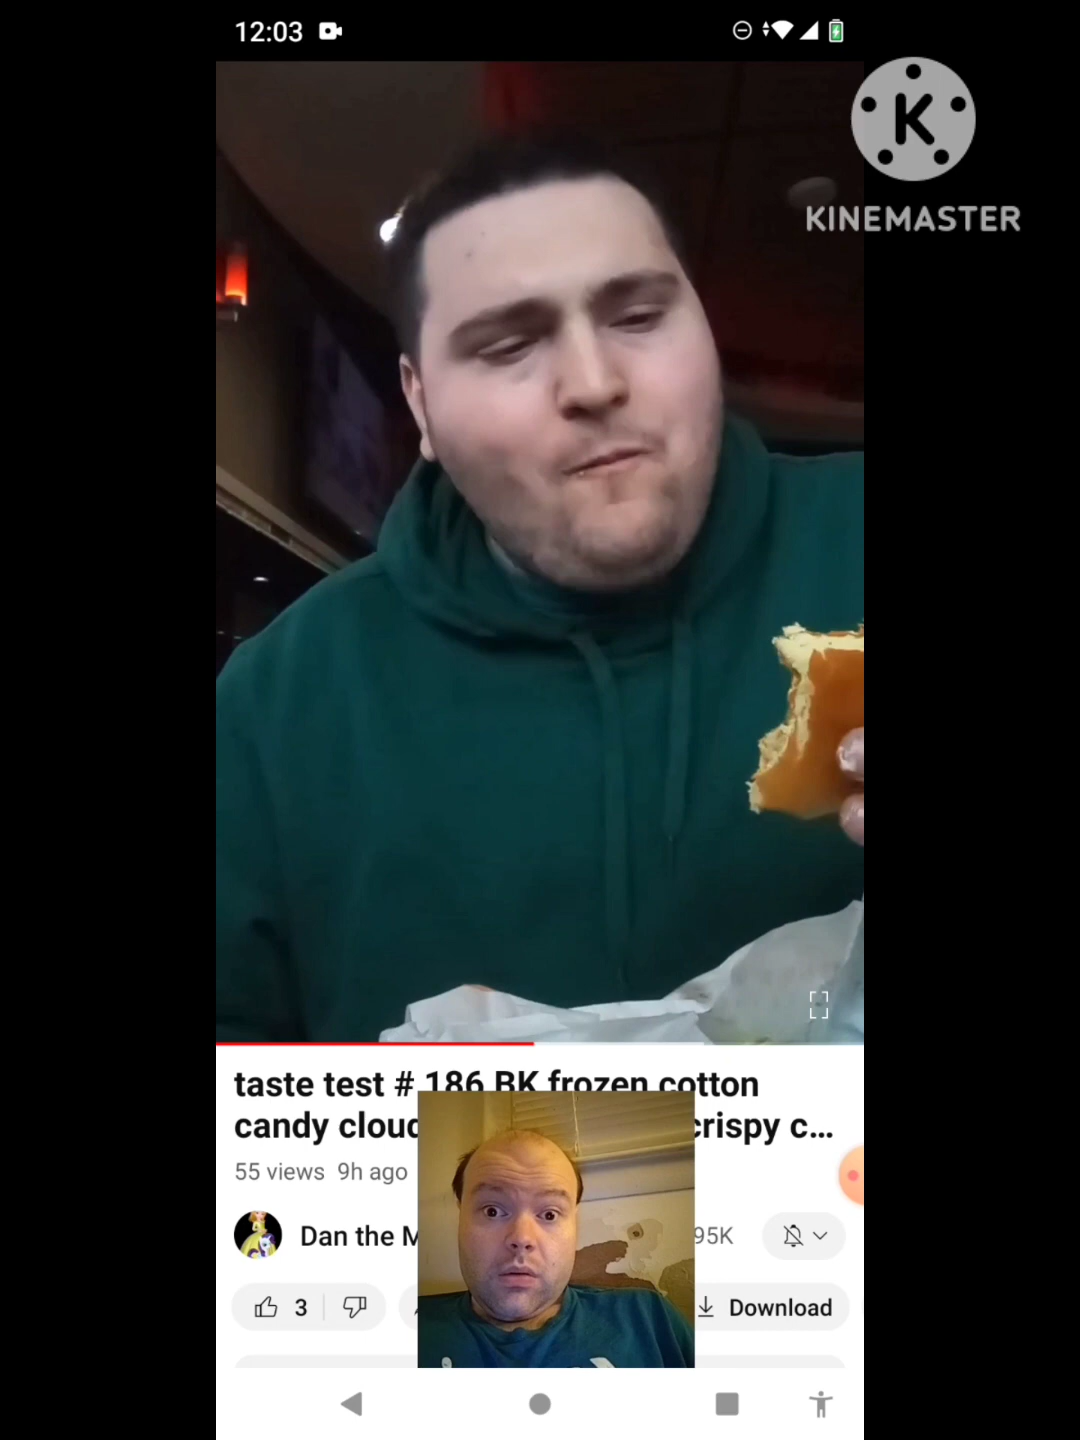 12:03
K
KINEMASTER
taste test # 186 BK frozen cotton
candy cloud crispy c...
55 views 9h ago
Dan the 95K
3 Download